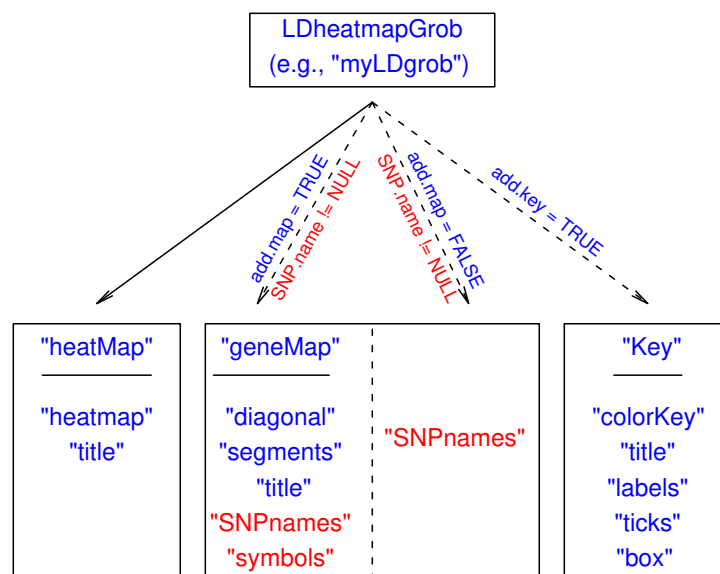 LDheatmapGrob
(e.g., "myLDgrob")
add.map = TRUE
SNP.name != NULL
add.map = FALSE
SNP.name != NULL
add.key = TRUE
"heatMap"
"heatmap"
"title"
"geneMap"
"diagonal"
"segments"
"title"
"SNPnames"
"symbols"
"SNPnames"
"Key"
"colorKey"
"title"
"labels"
"ticks"
"box"